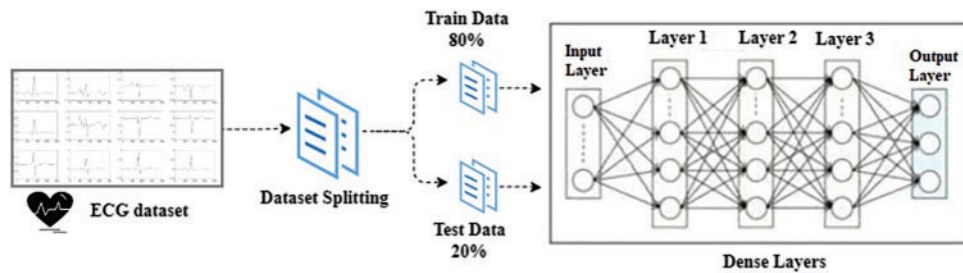 ECG dataset
Dataset Splitting
Train Data
80%
Test Data
20%
Input
Layer
Layer 1
Layer 2
Layer 3
Output
Layer
Dense Layers